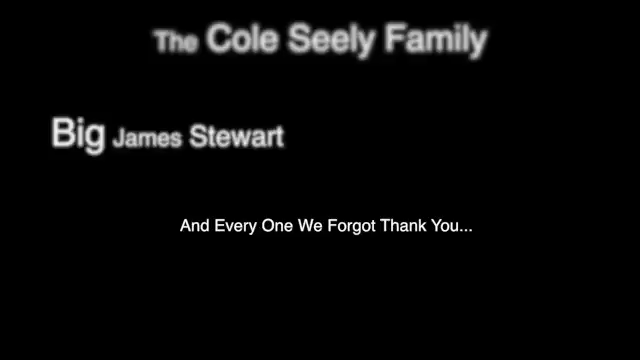 The Cole Seely Family
Big James Stewart
And Every One We Forgot Thank You...